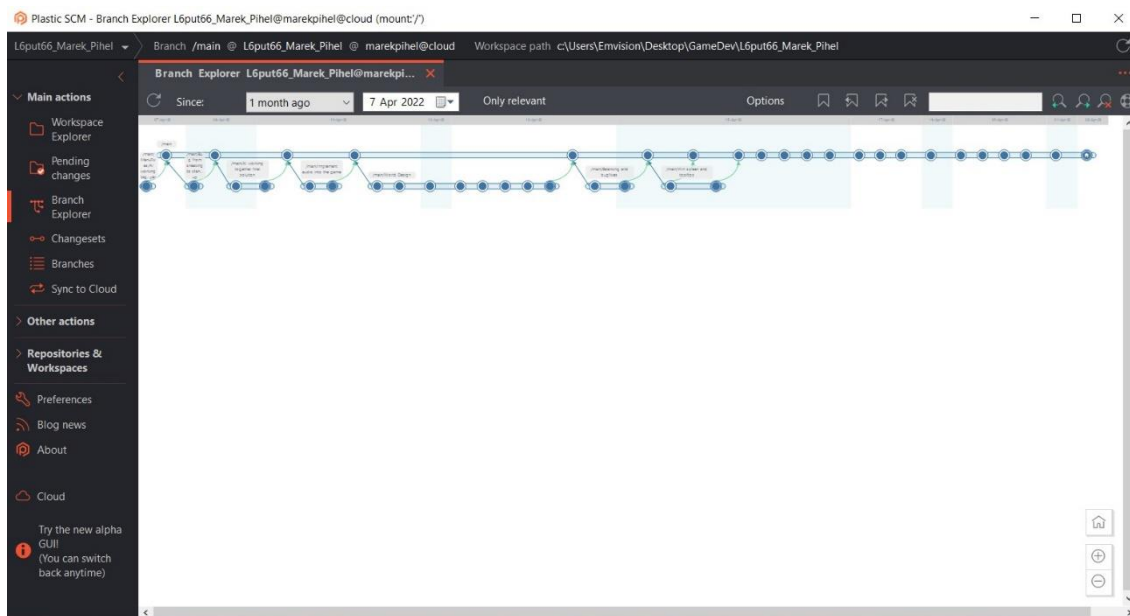 Plastic SCM - Branch Explorer L6put66_Marek_Pihel@marekpihel@cloud (mount:'/')
L6put66_Marek_Pihel
Branch /main @ L6put66_Marek_Pihel @ marekpihel@cloud
Workspace path c:\Users\Emvision\Desktop\GameDev\L6put66_Marek_Pihel
Branch Explorer L6put66_Marek_Pihel@marekpi...
Main actions
Since:
1 month ago
7 Apr 2022
Only relevant
Options
Workspace
Explorer
Pending
changes
Branch
Explorer
Changesets
Branches
Sync to Cloud
Other actions
Repositories &
Workspaces
Preferences
Blog news
About
Cloud
Try the new alpha
GUI!
(You can switch
back anytime)